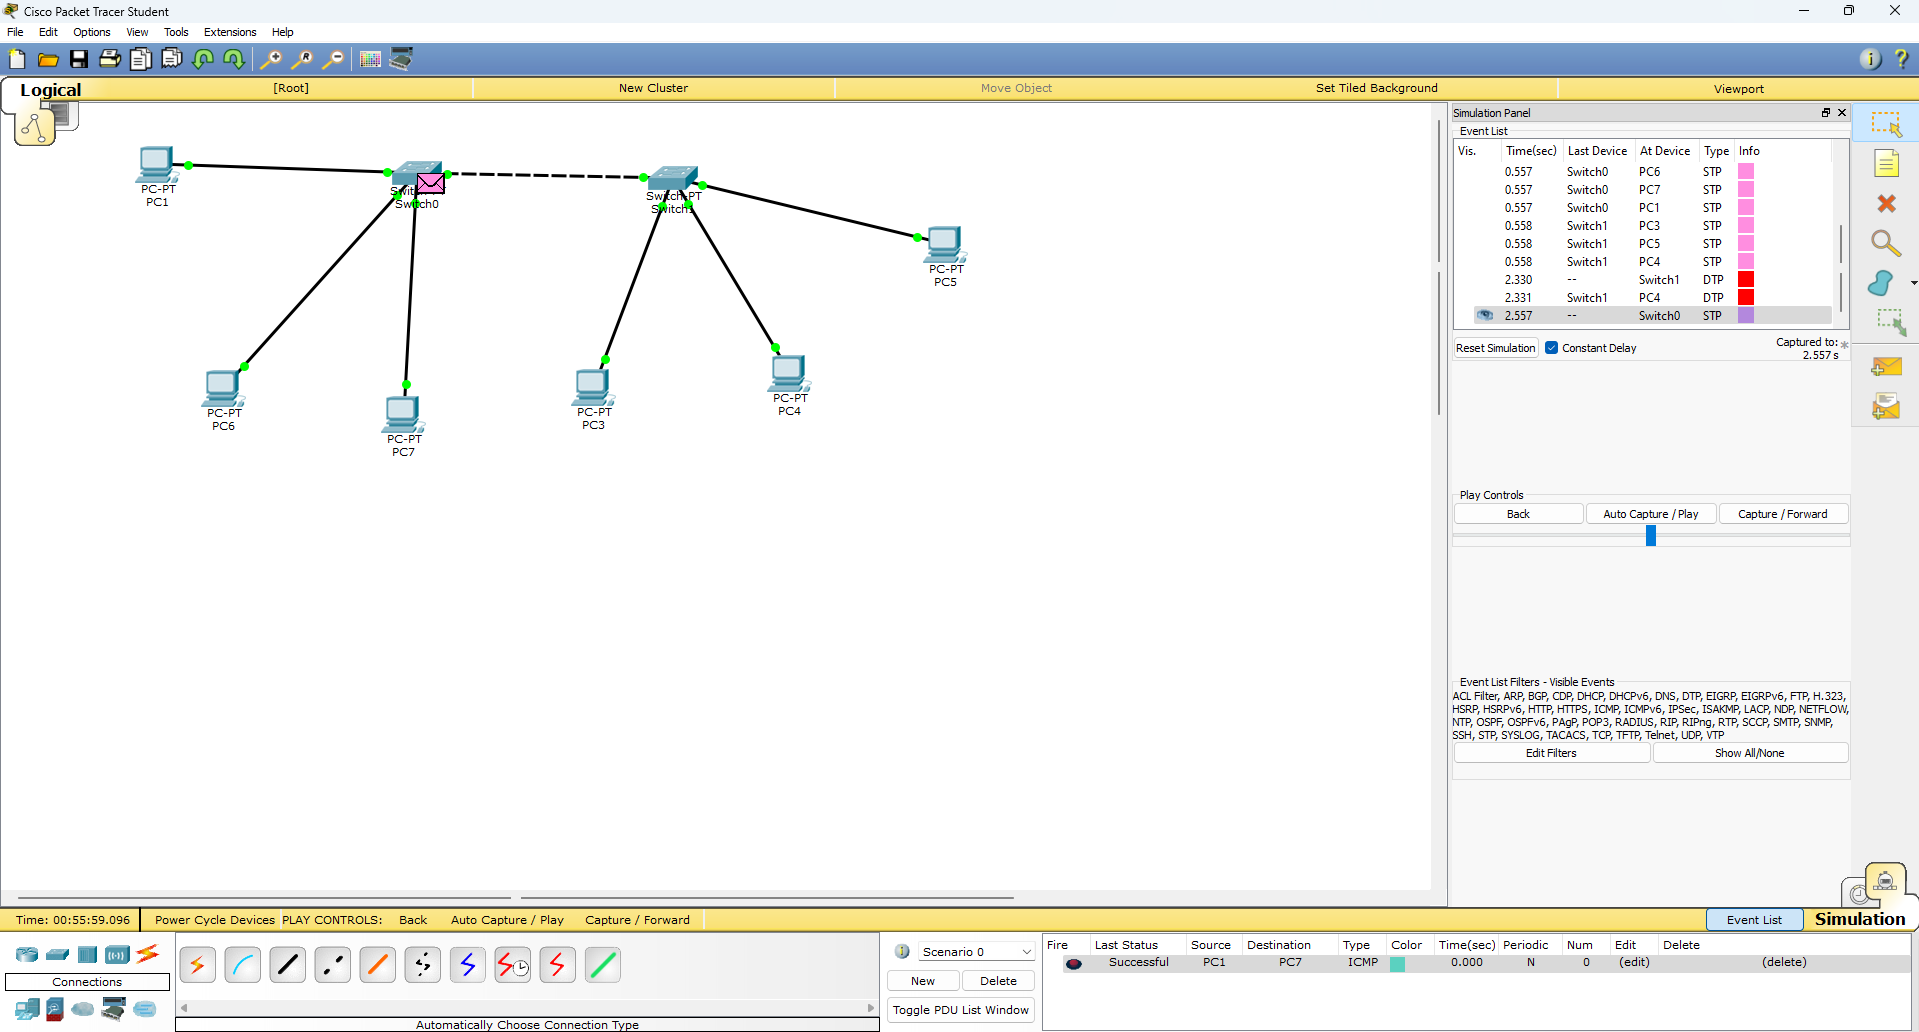 Cisco Packet Tracer Student
File Edit Options View Tools Extensions Help
Logical [Root] New Cluster Move Object Set Tiled Background Viewport
PC-PT
PC1
Switch0
Switch-PT
Switch1
PC-PT
PC5
PC-PT
PC6
PC-PT
PC7
PC-PT
PC3
PC-PT
PC4
Simulation Panel
Event List
Vis. Time(sec) Last Device At Device Type Info
0.557 Switch0 PC6 STP
0.557 Switch0 PC7 STP
0.557 Switch0 PC1 STP
0.558 Switch1 PC3 STP
0.558 Switch1 PC5 STP
0.558 Switch1 PC4 STP
2.330 -- Switch1 DTP
2.331 Switch1 PC4 DTP
2.557 -- Switch0 STP
Reset Simulation Constant Delay Captured to: *
2.557 s
Play Controls
Back Auto Capture / Play Capture / Forward
Event List Filters - Visible Events
ACL Filter, ARP, BGP, CDP, DHCP, DHCPv6, DNS, DTP, EIGRP, EIGRPv6, FTP, H.323,
HSRP, HSRPv6, HTTP, HTTPS, ICMP, ICMPv6, IPSec, ISAKMP, LACP, NDP, NETFLOW,
NTP, OSPF, OSPFv6, PAgP, POP3, RADIUS, RIP, RIPng, RTP, SCCP, SMTP, SNMP,
SSH, STP, SYSLOG, TACACS, TCP, TFTP, Telnet, UDP, VTP
Edit Filters Show All/None
Time: 00:55:59.096 Power Cycle Devices PLAY CONTROLS: Back Auto Capture / Play Capture / Forward Event List Simulation
Connections
Automatically Choose Connection Type
Scenario 0
New Delete
Toggle PDU List Window
Fire Last Status Source Destination Type Color Time(sec) Periodic Num Edit Delete
Successful PC1 PC7 ICMP 0.000 N 0 (edit) (delete)